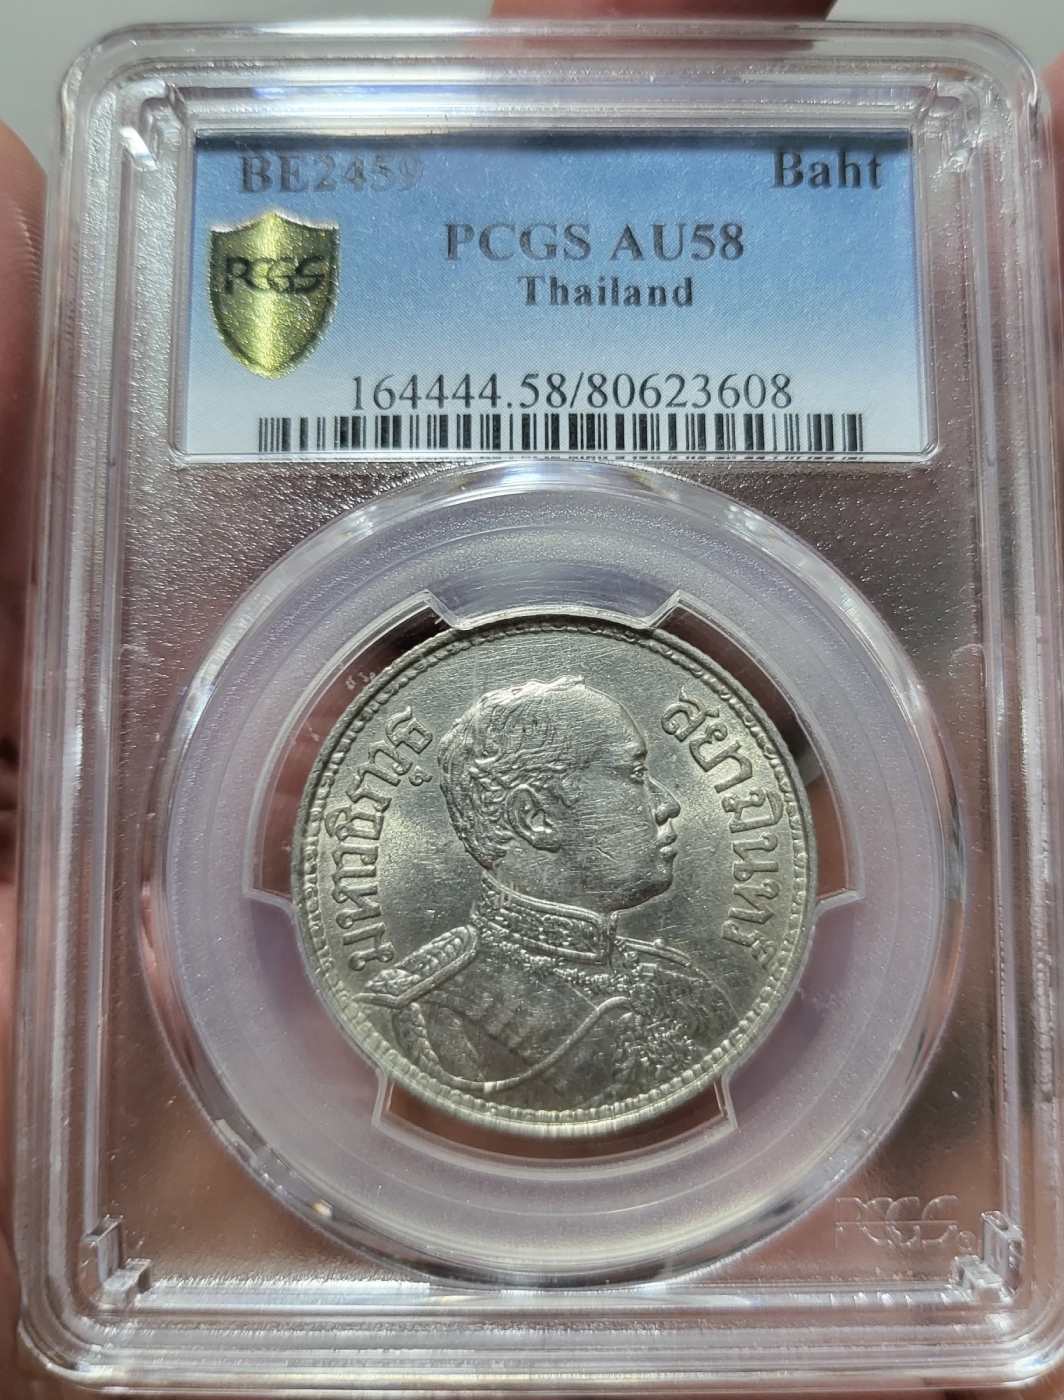 BE2459 Baht
PCGS AU58
Thailand
PCGS
164444.58/80623608
มหาวชิราวุธ สยามินทร์
PCGS